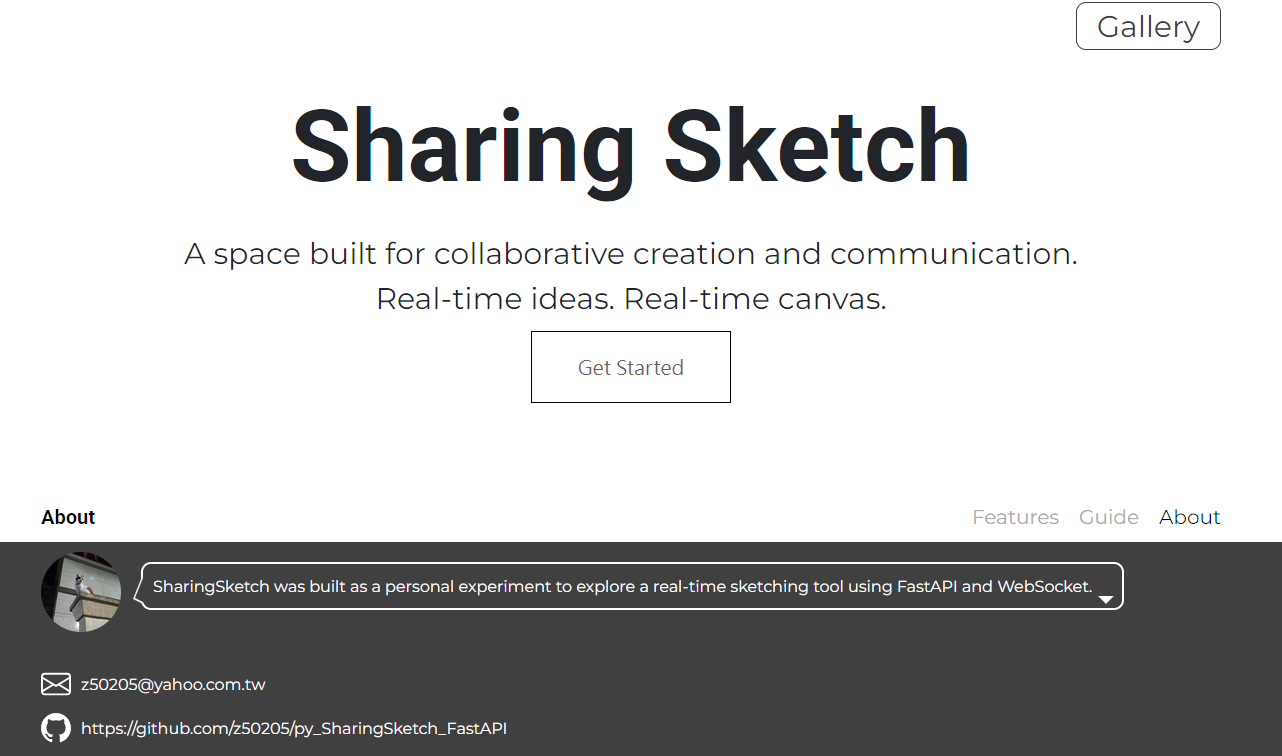 Gallery
Sharing Sketch
A space built for collaborative creation and communication.
Real-time ideas. Real-time canvas.
Get Started
About
Features Guide About
SharingSketch was built as a personal experiment to explore a real-time sketching tool using FastAPI and WebSocket.
z50205@yahoo.com.tw
https://github.com/z50205/py_SharingSketch_FastAPI